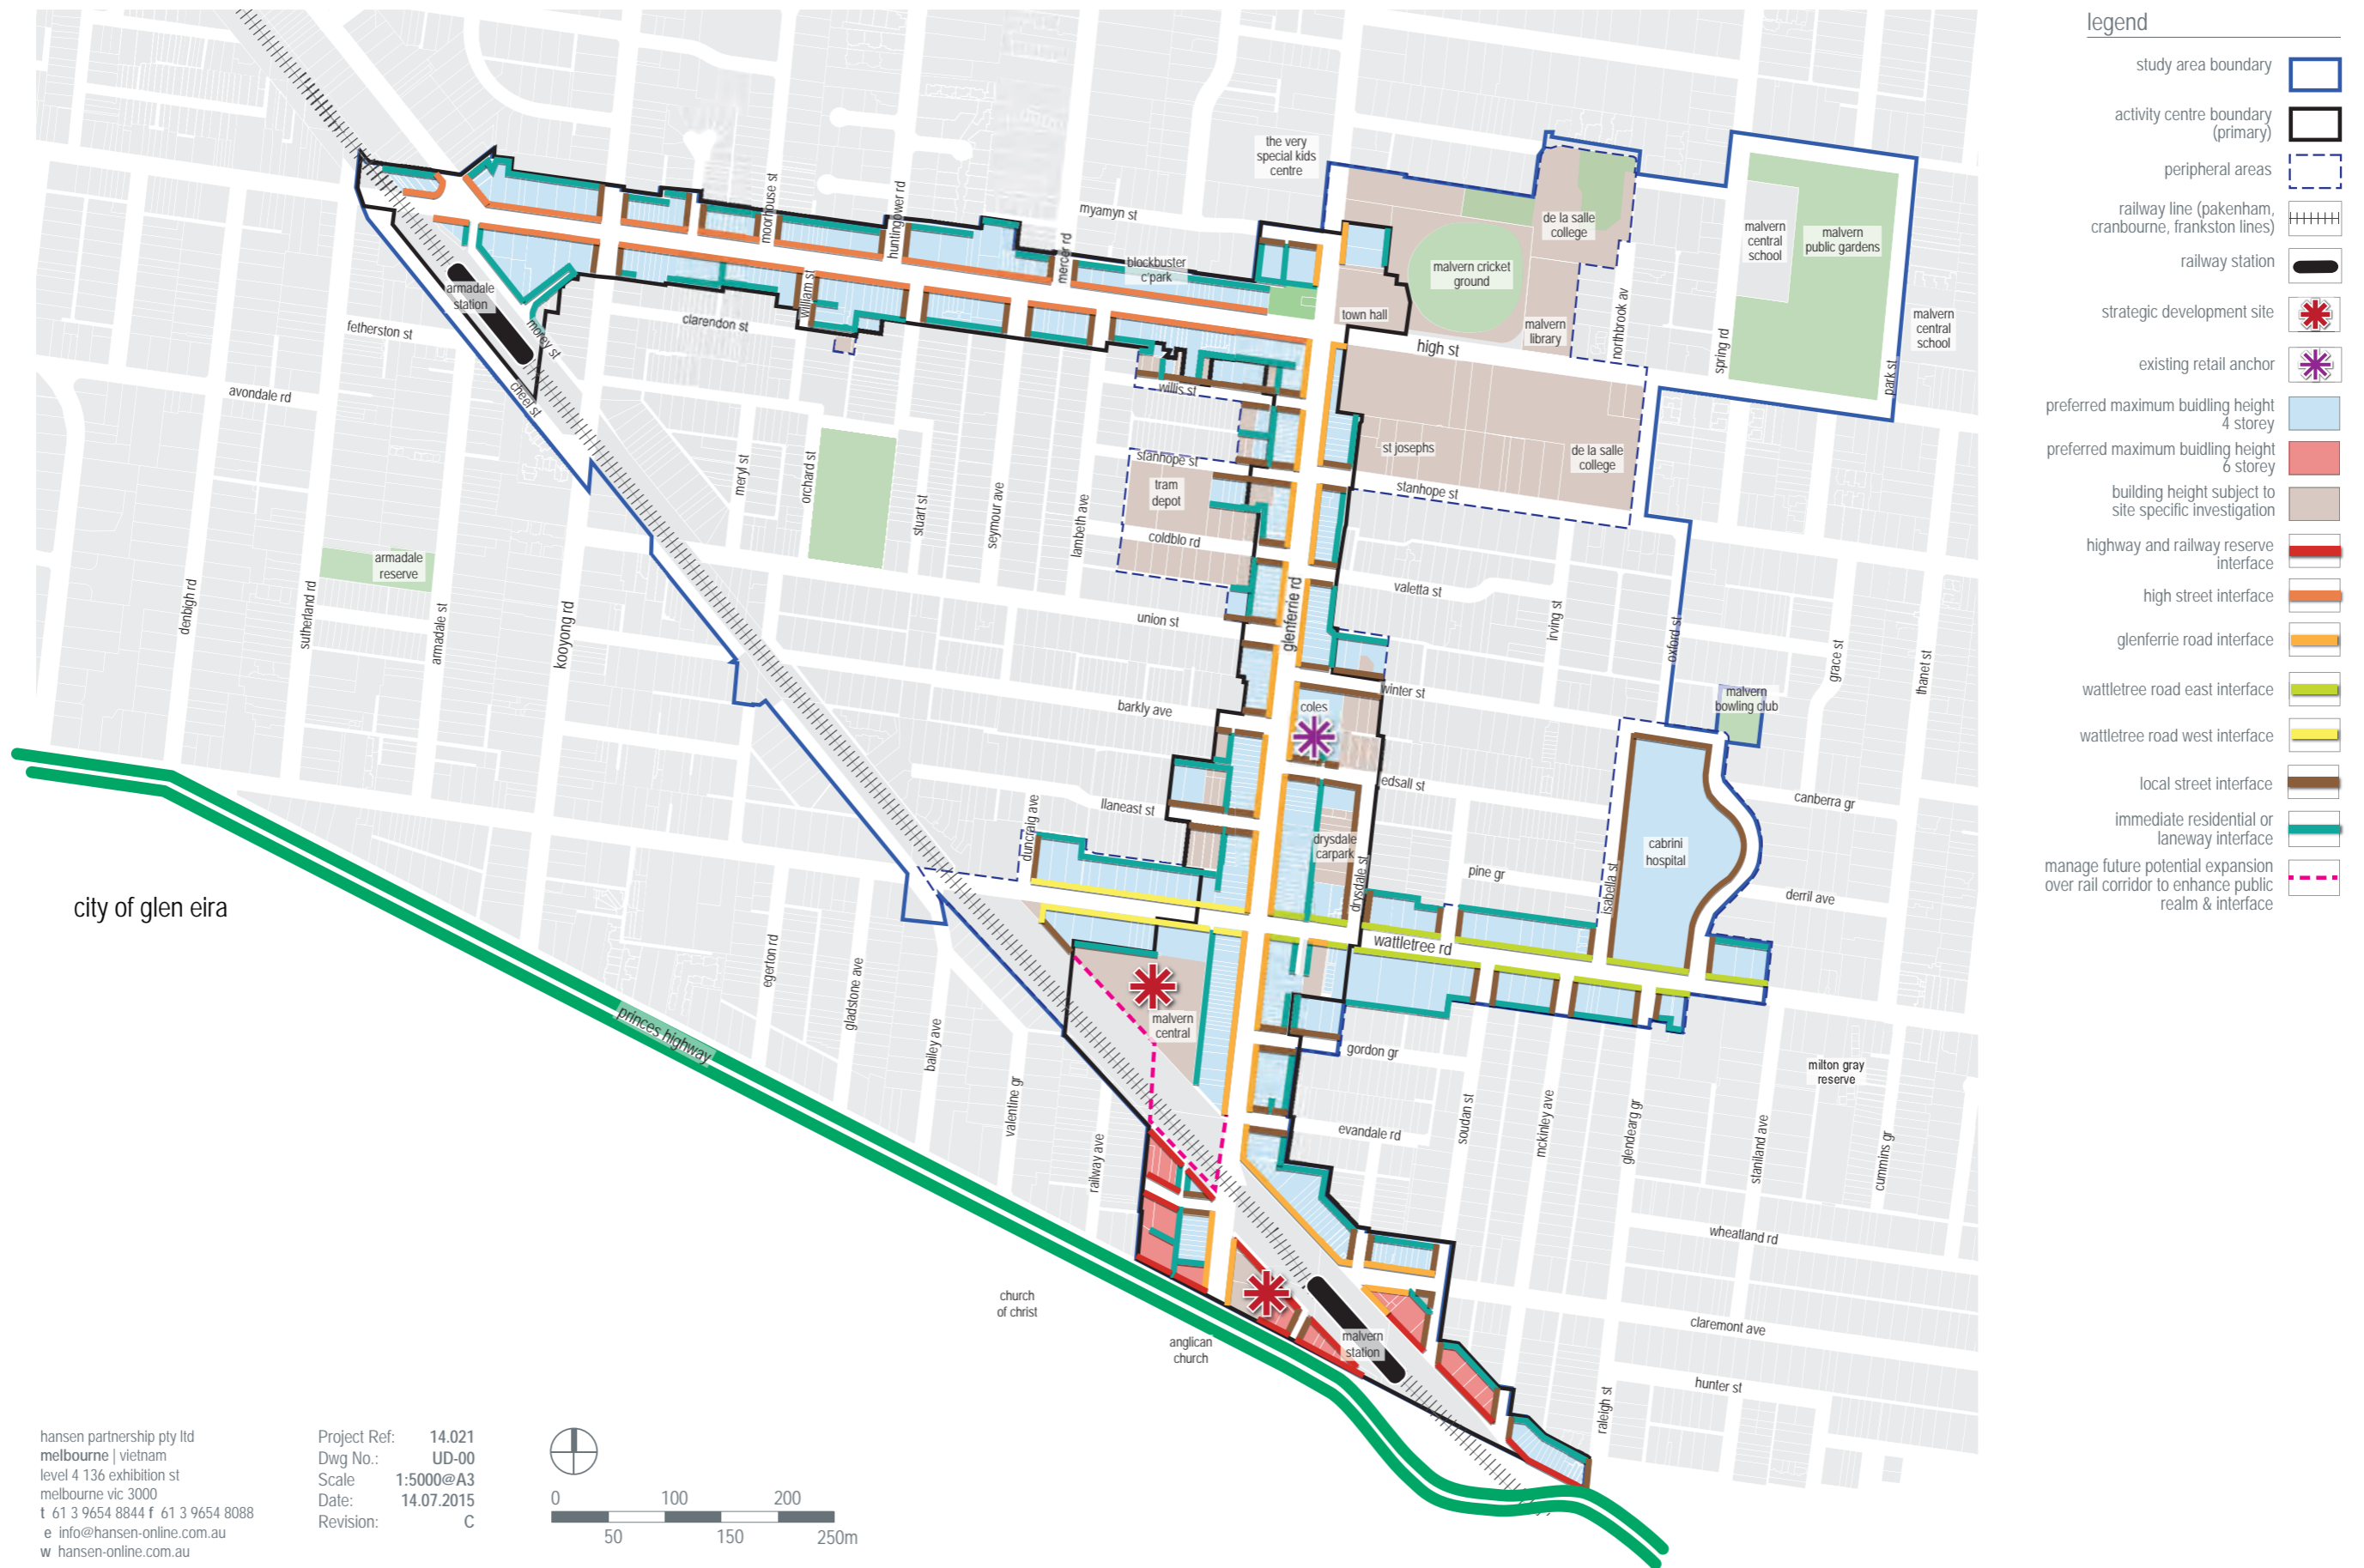 legend
study area boundary
activity centre boundary
(primary)
peripheral areas
railway line (pakenham,
cranbourne, frankston lines)
railway station
strategic development site
existing retail anchor
preferred maximum buidling height
4 storey
preferred maximum buidling height
6 storey
building height subject to
site specific investigation
highway and railway reserve
interface
high street interface
glenferrie road interface
wattletree road east interface
wattletree road west interface
local street interface
immediate residential or
laneway interface
manage future potential expansion
over rail corridor to enhance public
realm & interface
the very
special kids
centre
myamyn st
moorhouse st
huntingtower rd
mercer rd
blockbuster
c'park
de la salle
college
malvern cricket
ground
town hall
malvern
library
high st
northbrook av
malvern
central
school
malvern
public gardens
spring rd
park st
malvern
central
school
armadale
station
fetherston st
morey st
cheel st
avondale rd
clarendon st
william st
willis st
stanhope st
tram
depot
coldblo rd
st josephs
de la salle
college
stanhope st
meryl st
orchard st
stuart st
seymour ave
lambeth ave
armadale
reserve
denbigh rd
sutherland rd
armadale st
kooyong rd
union st
glenferrie rd
valetta st
irving st
oxford st
grace st
thanet st
barkly ave
winter st
coles
malvern
bowling club
edsall st
llaneast st
duncraig ave
drysdale
carpark
drysdale st
pine gr
isabella st
cabrini
hospital
canberra gr
derril ave
wattletree rd
city of glen eira
princes highway
egerton rd
gladstone ave
bailey ave
valentine gr
railway ave
malvern
central
gordon gr
evandale rd
soudan st
mckinley ave
glendearg gr
staniland ave
cummins gr
milton gray
reserve
wheatland rd
claremont ave
hunter st
raleigh st
church
of christ
anglican
church
malvern
station
hansen partnership pty ltd
melbourne | vietnam
level 4 136 exhibition st
melbourne vic 3000
t 61 3 9654 8844 f 61 3 9654 8088
e info@hansen-online.com.au
w hansen-online.com.au
Project Ref: 14.021
Dwg No.: UD-00
Scale 1:5000@A3
Date: 14.07.2015
Revision: C
0 100 200
50 150 250m